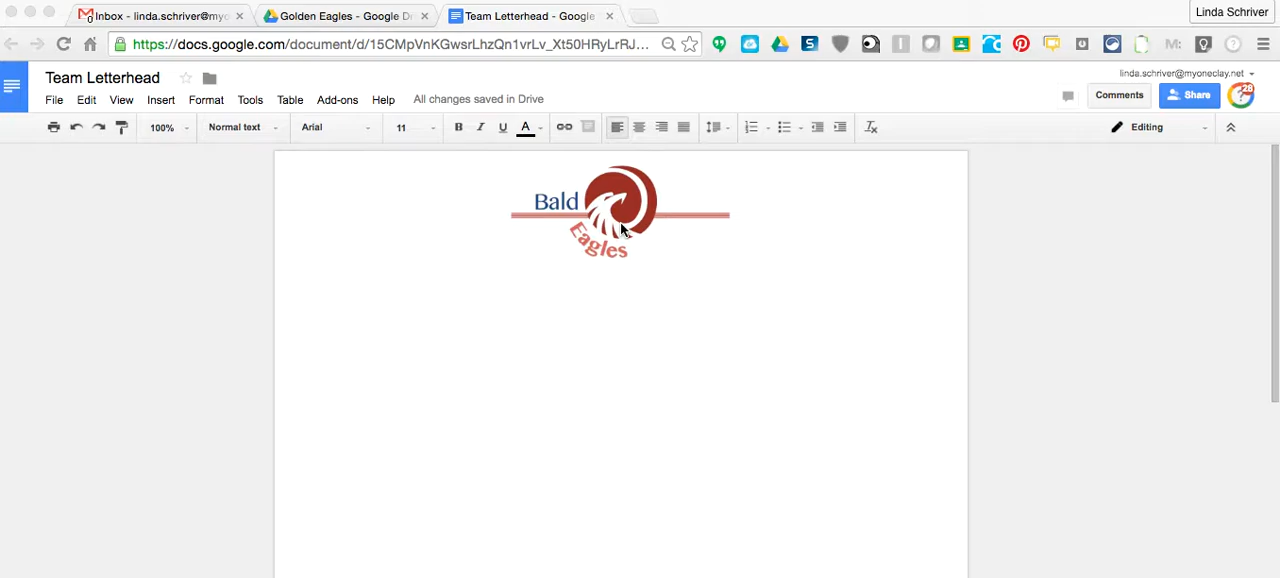 Inbox - linda.schriver@myo
Golden Eagles - Google D
Team Letterhead - Google
Linda Schriver
https://docs.google.com/document/d/15CMpVnKGwsrLhzQn1vrLv_Xt50HRyLrRJ...
Team Letterhead
linda.schriver@myoneclay.net
File Edit View Insert Format Tools Table Add-ons Help All changes saved in Drive
Comments
Share
28
100% Normal text Arial 11 B I U A
Editing
Bald
Eagles